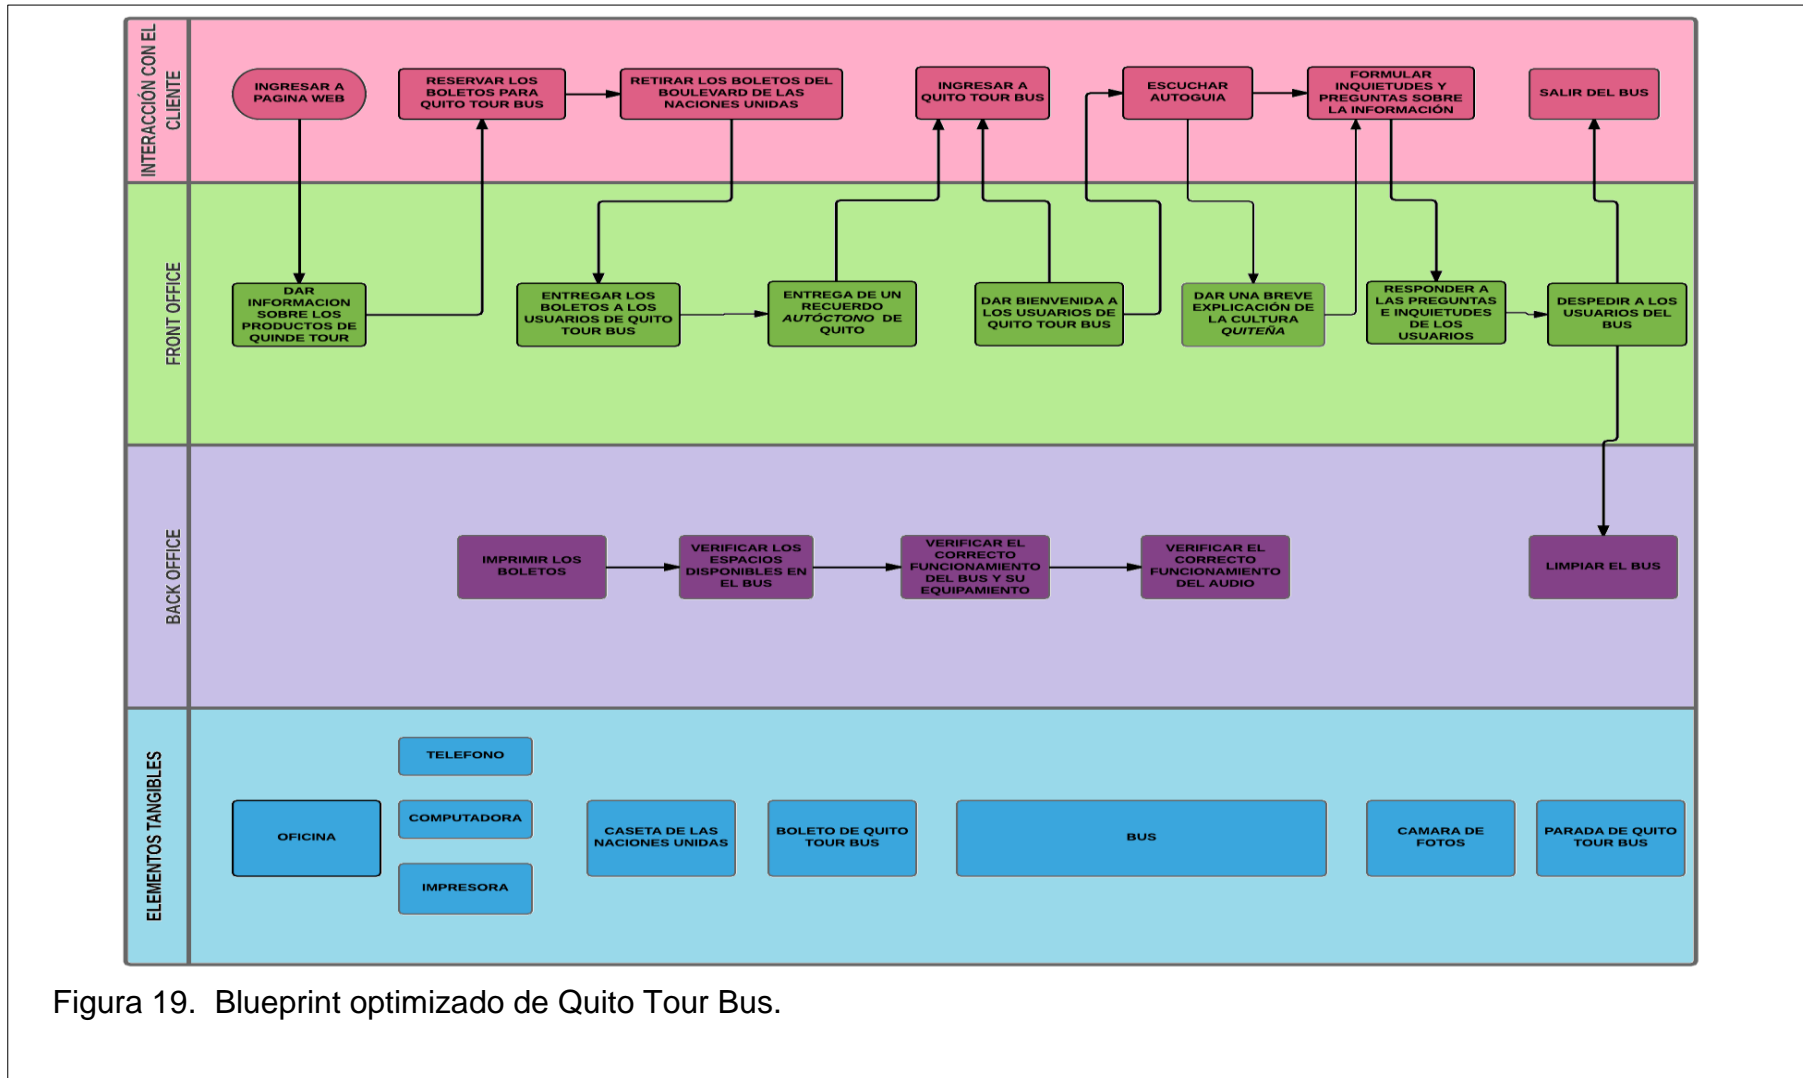 INTERACCIÓN CON EL
CLIENTE
INGRESAR A
PAGINA WEB
RESERVAR LOS
BOLETOS PARA
QUITO TOUR BUS
RETIRAR LOS BOLETOS DEL
BOULEVARD DE LAS
NACIONES UNIDAS
INGRESAR A
QUITO TOUR BUS
ESCUCHAR
AUTOGUIA
FORMULAR
INQUIETUDES Y
PREGUNTAS SOBRE
LA INFORMACIÓN
SALIR DEL BUS
FRONT OFFICE
DAR
INFORMACION
SOBRE LOS
PRODUCTOS DE
QUINDE TOUR
ENTREGAR LOS
BOLETOS A LOS
USUARIOS DE QUITO
TOUR BUS
ENTREGA DE UN
RECUERDO
AUTÓCTONO DE
QUITO
DAR BIENVENIDA A
LOS USUARIOS DE
QUITO TOUR BUS
DAR UNA BREVE
EXPLICACIÓN DE
LA CULTURA
QUITEÑA
RESPONDER A
LAS PREGUNTAS
E INQUIETUDES
DE LOS
USUARIOS
DESPEDIR A LOS
USUARIOS DEL
BUS
BACK OFFICE
IMPRIMIR LOS
BOLETOS
VERIFICAR LOS
ESPACIOS
DISPONIBLES EN
EL BUS
VERIFICAR EL
CORRECTO
FUNCIONAMIENTO
DEL BUS Y SU
EQUIPAMIENTO
VERIFICAR EL
CORRECTO
FUNCIONAMIENTO
DEL AUDIO
LIMPIAR EL BUS
ELEMENTOS TANGIBLES
OFICINA
TELEFONO
COMPUTADORA
IMPRESORA
CASETA DE LAS
NACIONES UNIDAS
BOLETO DE QUITO
TOUR BUS
BUS
CAMARA DE
FOTOS
PARADA DE QUITO
TOUR BUS
Figura 19. Blueprint optimizado de Quito Tour Bus.